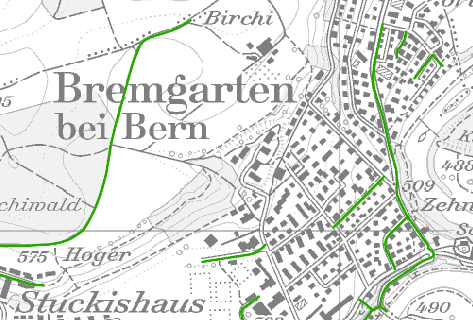 Birchi
Bremgarten
bei Bern
488
509
Zehn
chiwald
575
Hoger
Stuckishaus
490